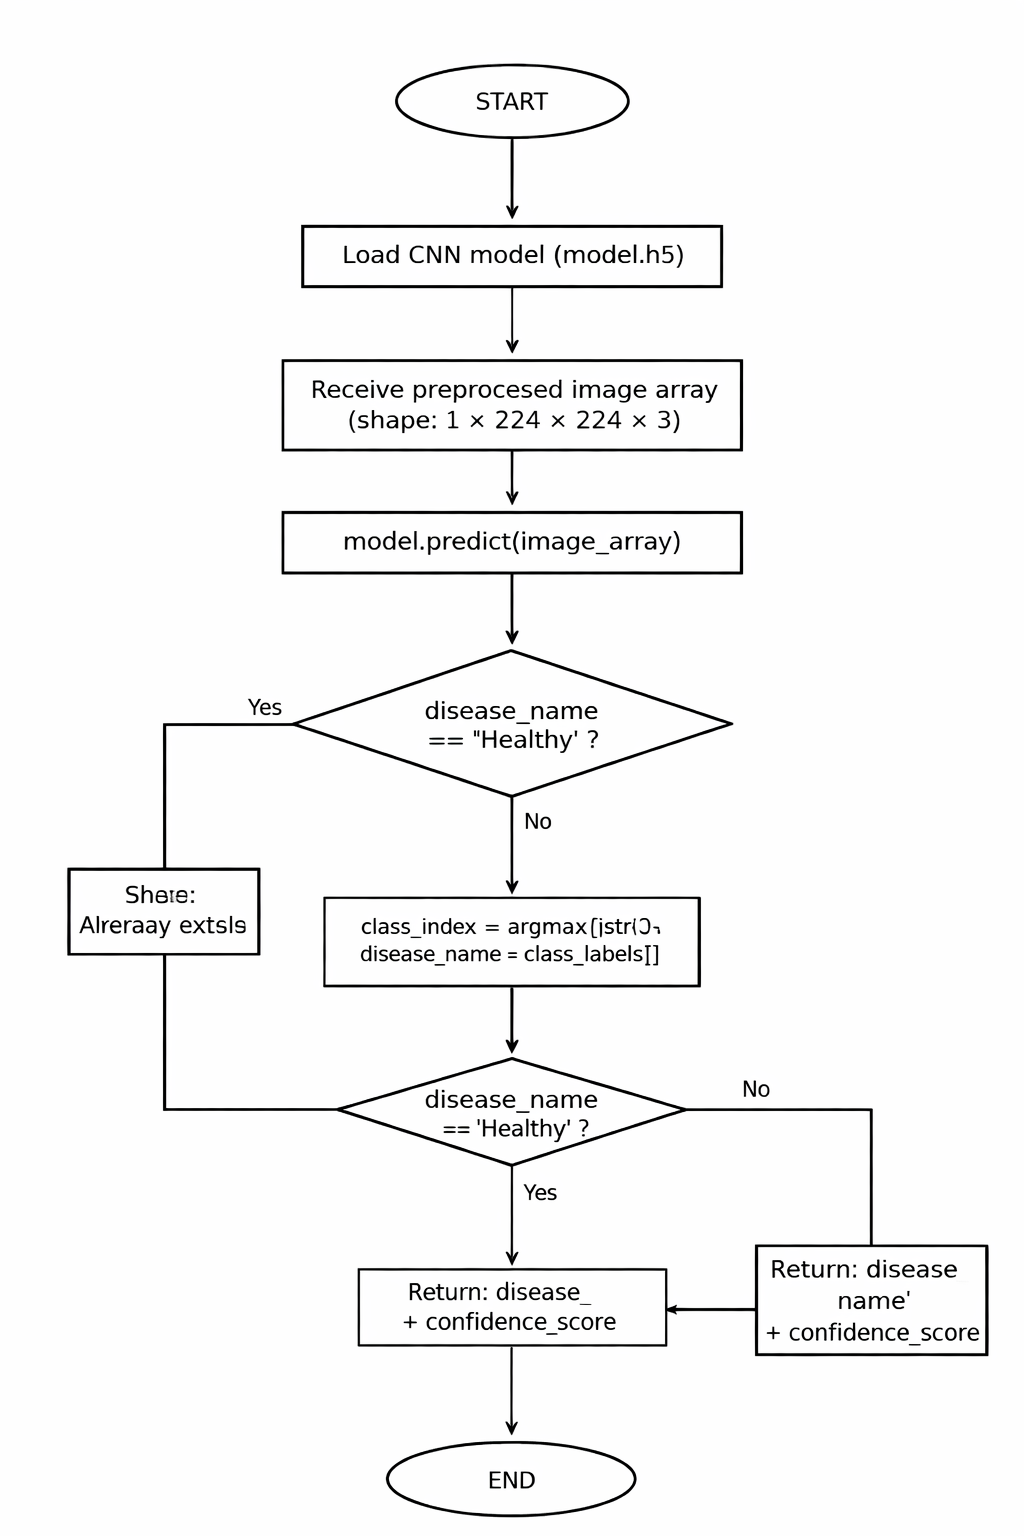 START
Load CNN model (model.h5)
Receive preprocesed image array
(shape: 1 × 224 × 224 × 3)
model.predict(image_array)
Yes
disease_name
== "Healthy' ?
No
Alreraay extsls
class_index = argmax
disease_name = class_labels[]
disease_name
== 'Healthy' ?
No
Yes
Return: disease_
+ confidence_score
Return: disease
name'
+ confidence_score
END